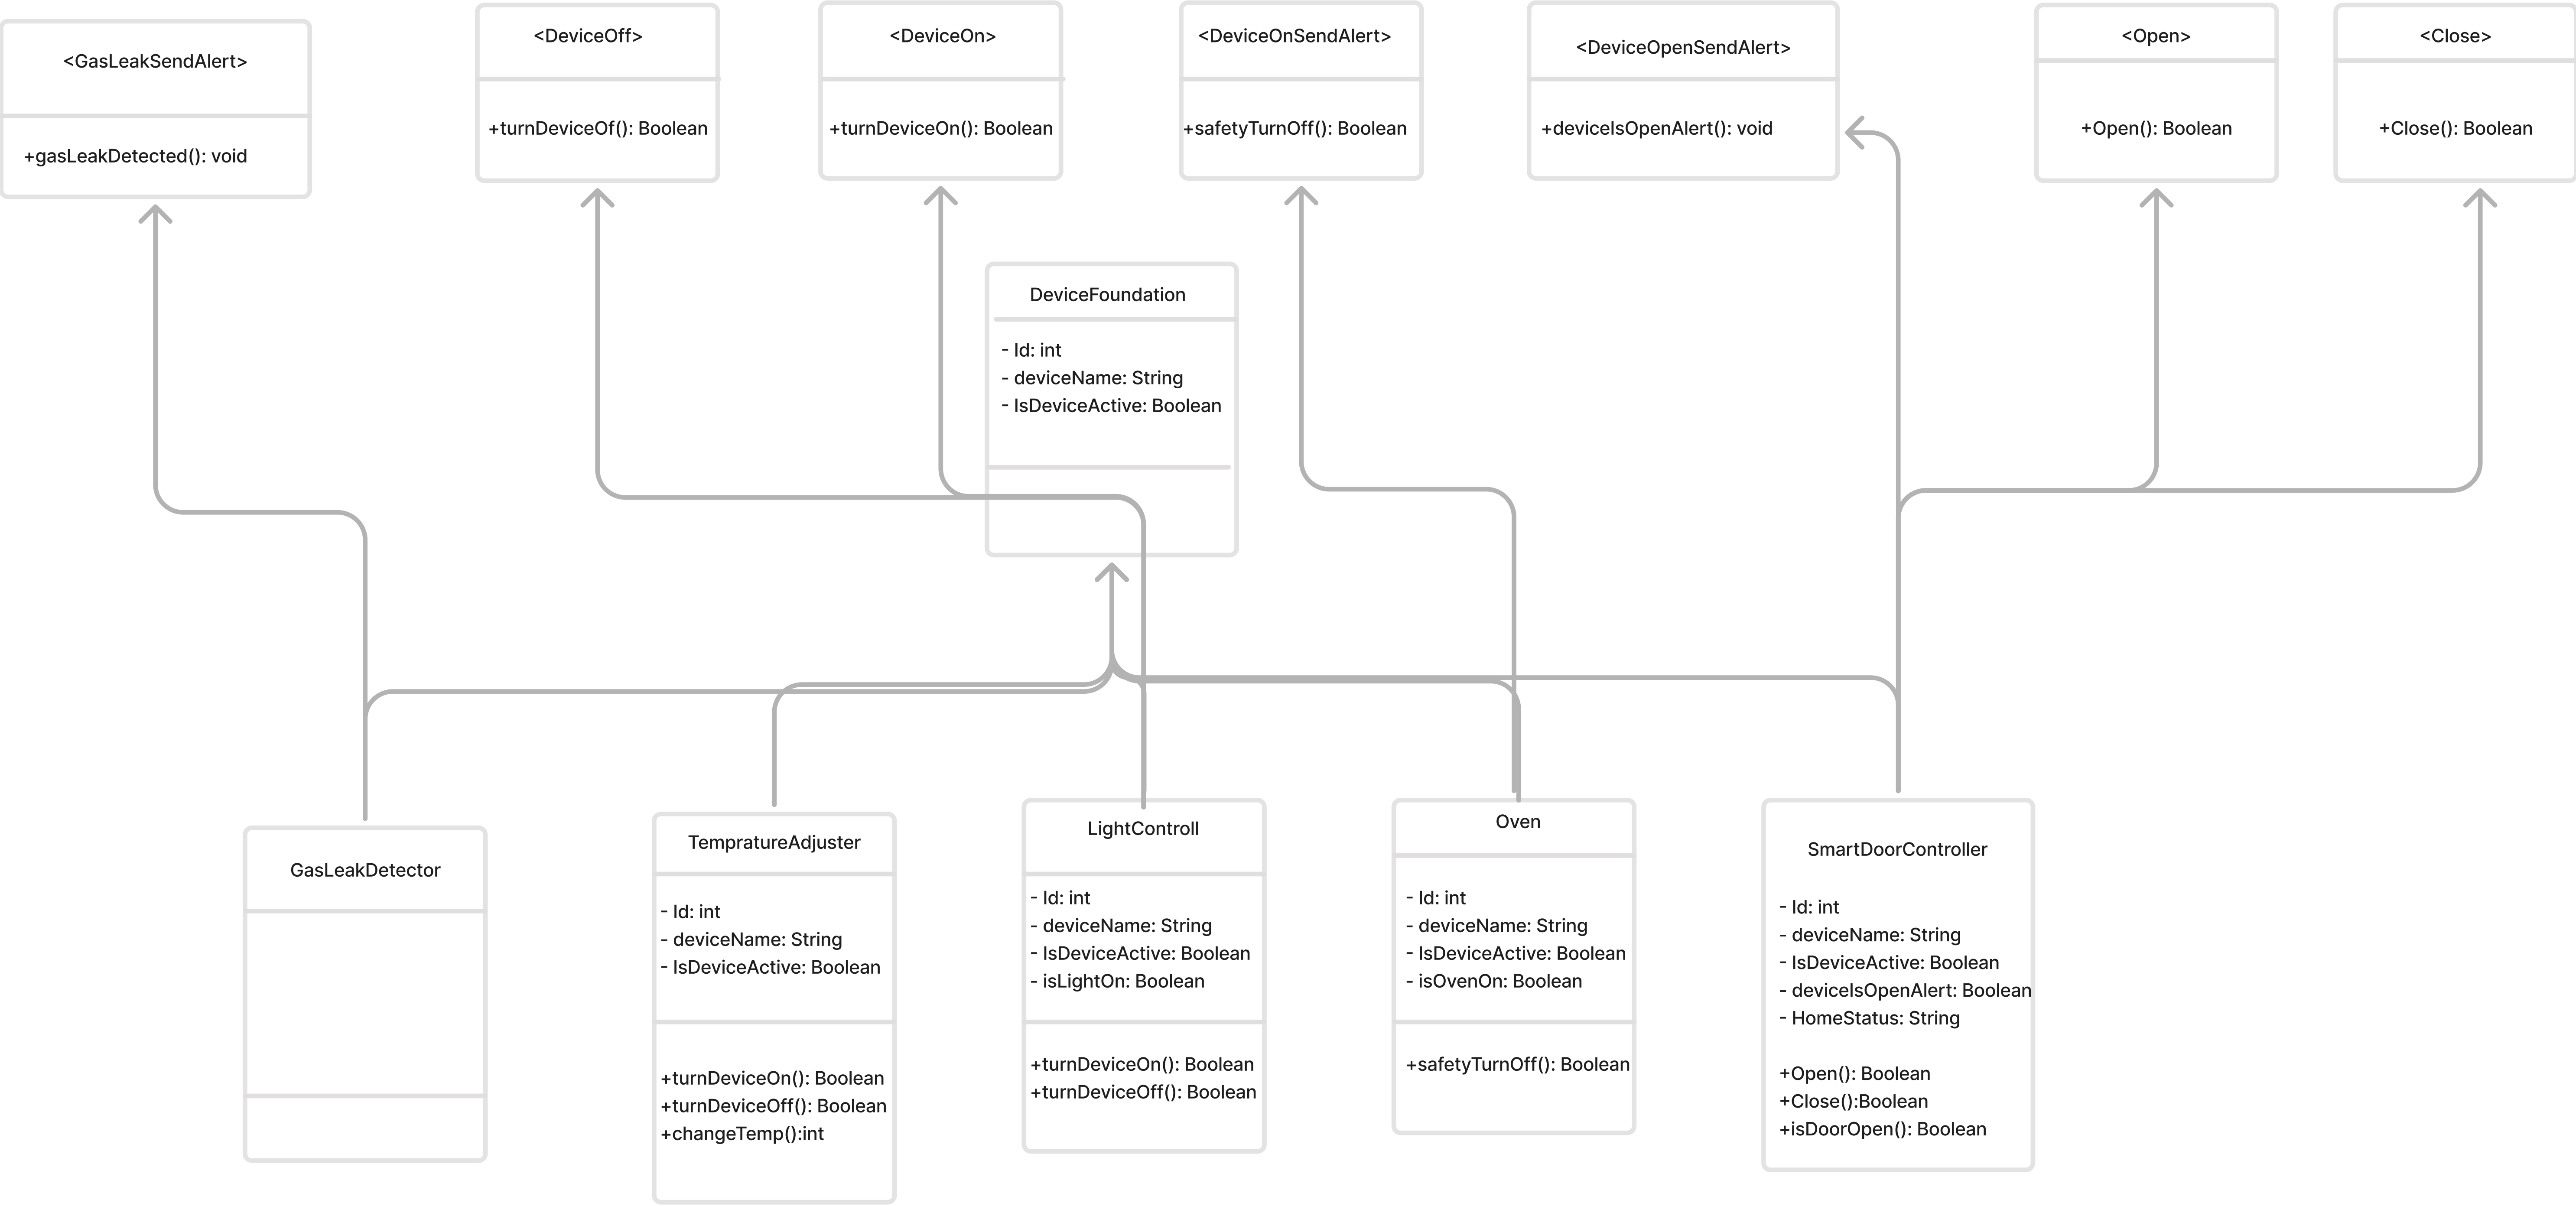 <GasLeakSendAlert>
+gasLeakDetected(): void
<DeviceOff>
+turnDeviceOf(): Boolean
<DeviceOn>
+turnDeviceOn(): Boolean
<DeviceOnSendAlert>
+safetyTurnOff(): Boolean
<DeviceOpenSendAlert>
+deviceIsOpenAlert(): void
<Open>
+Open(): Boolean
<Close>
+Close(): Boolean
DeviceFoundation
- Id: int
- deviceName: String
- IsDeviceActive: Boolean
GasLeakDetector
TempratureAdjuster
- Id: int
- deviceName: String
- IsDeviceActive: Boolean
+turnDeviceOn(): Boolean
+turnDeviceOff(): Boolean
+changeTemp():int
LightControll
- Id: int
- deviceName: String
- IsDeviceActive: Boolean
- isLightOn: Boolean
+turnDeviceOn(): Boolean
+turnDeviceOff(): Boolean
Oven
- Id: int
- deviceName: String
- IsDeviceActive: Boolean
- isOvenOn: Boolean
+safetyTurnOff(): Boolean
SmartDoorController
- Id: int
- deviceName: String
- IsDeviceActive: Boolean
- deviceIsOpenAlert: Boolean
- HomeStatus: String
+Open(): Boolean
+Close():Boolean
+isDoorOpen(): Boolean